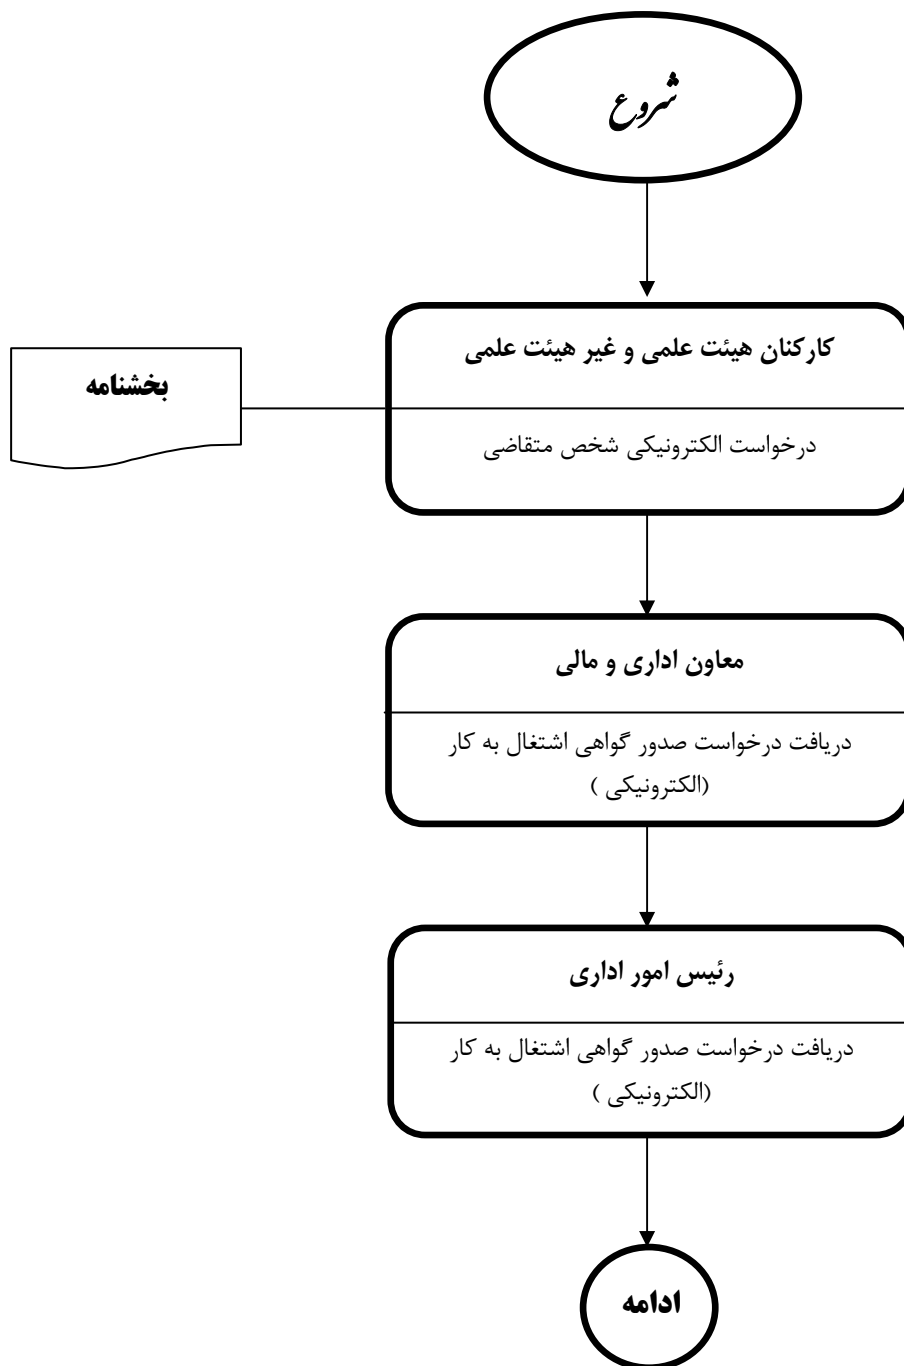 شروع
کارکنان هیئت علمی و غیر هیئت علمی
بخشنامه
درخواست الکترونیکی شخص متقاضی
معاون اداری و مالی
دریافت درخواست صدور گواهی اشتغال به کار
(الکترونیکی )
رئیس امور اداری
دریافت درخواست صدور گواهی اشتغال به کار
(الکترونیکی )
ادامه